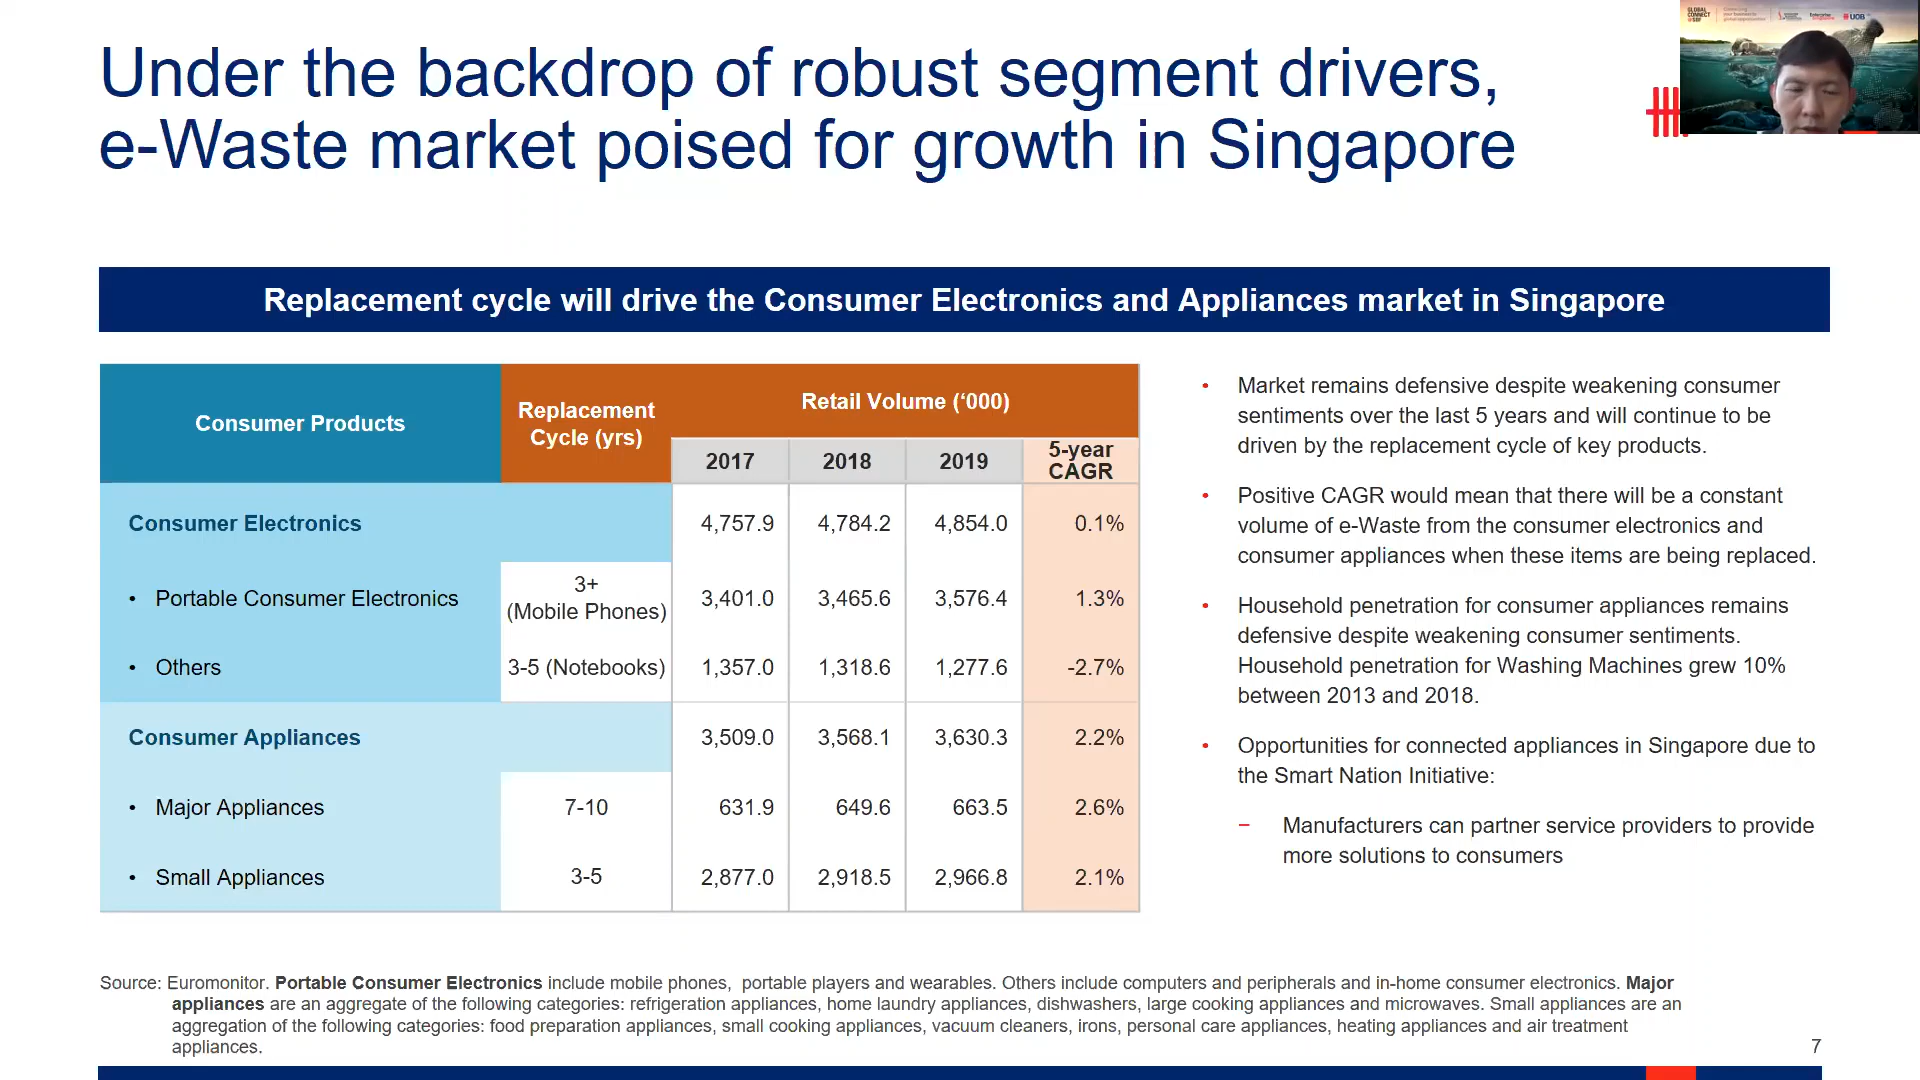 Under the backdrop of robust segment drivers,
e-Waste market poised for growth in Singapore
UOB
Replacement cycle will drive the Consumer Electronics and Appliances market in Singapore
Consumer Products
Replacement
Cycle (yrs)
Retail Volume (‘000)
2017 2018 2019 5-year CAGR
Consumer Electronics 4,757.9 4,784.2 4,854.0 0.1%
• Portable Consumer Electronics 3+ (Mobile Phones) 3,401.0 3,465.6 3,576.4 1.3%
• Others 3-5 (Notebooks) 1,357.0 1,318.6 1,277.6 -2.7%
Consumer Appliances 3,509.0 3,568.1 3,630.3 2.2%
• Major Appliances 7-10 631.9 649.6 663.5 2.6%
• Small Appliances 3-5 2,877.0 2,918.5 2,966.8 2.1%
• Market remains defensive despite weakening consumer
sentiments over the last 5 years and will continue to be
driven by the replacement cycle of key products.
• Positive CAGR would mean that there will be a constant
volume of e-Waste from the consumer electronics and
consumer appliances when these items are being replaced.
• Household penetration for consumer appliances remains
defensive despite weakening consumer sentiments.
Household penetration for Washing Machines grew 10%
between 2013 and 2018.
• Opportunities for connected appliances in Singapore due to
the Smart Nation Initiative:
− Manufacturers can partner service providers to provide
more solutions to consumers
Source: Euromonitor. Portable Consumer Electronics include mobile phones, portable players and wearables. Others include computers and peripherals and in-home consumer electronics. Major
appliances are an aggregate of the following categories: refrigeration appliances, home laundry appliances, dishwashers, large cooking appliances and microwaves. Small appliances are an
aggregation of the following categories: food preparation appliances, small cooking appliances, vacuum cleaners, irons, personal care appliances, heating appliances and air treatment
appliances.
7